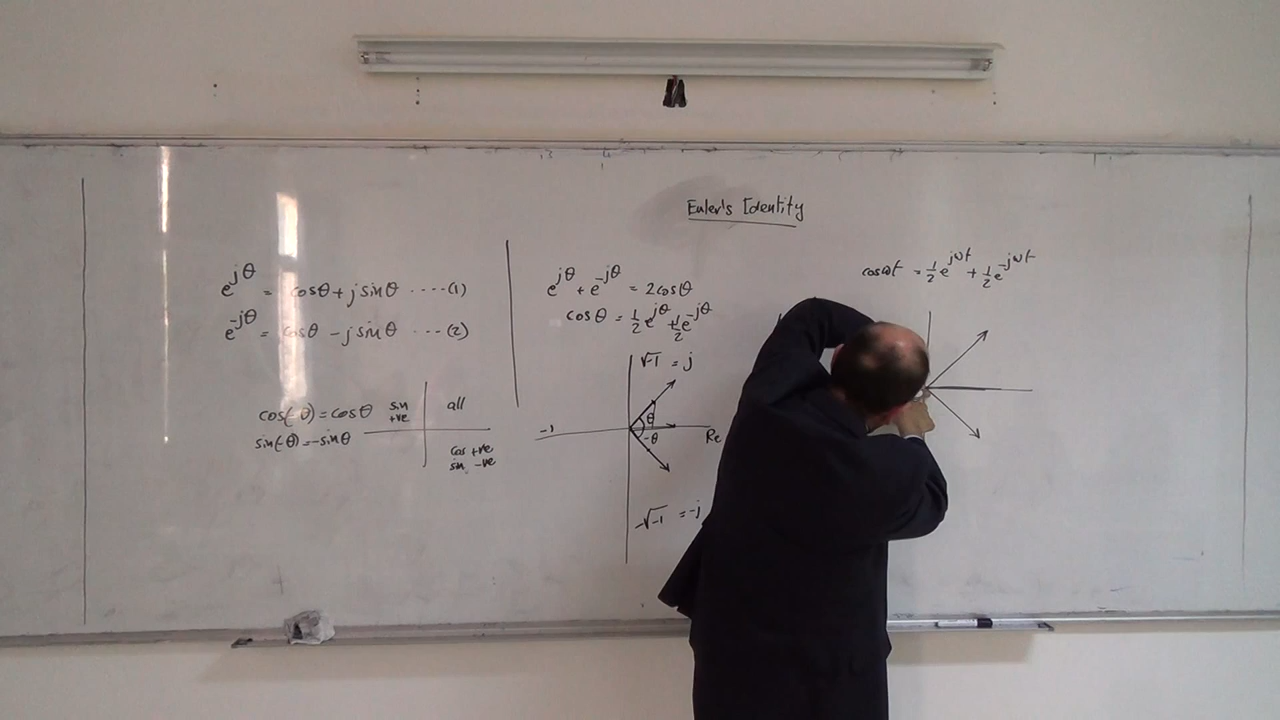 Euler's Identity
e^jθ = cosθ + j sinθ ----(1)
e^-jθ = cosθ - j sinθ ---(2)
cos(-θ) = cosθ
sin(-θ) = -sinθ
sin
+ve
all
cos +ve
sin -ve
e^jθ + e^-jθ = 2cosθ
cosθ = 1/2 e^jθ + 1/2 e^-jθ
√-1 = j
θ
-θ
-1
Re
-√-1 = -j
cosωt = 1/2 e^jωt + 1/2 e^-jωt